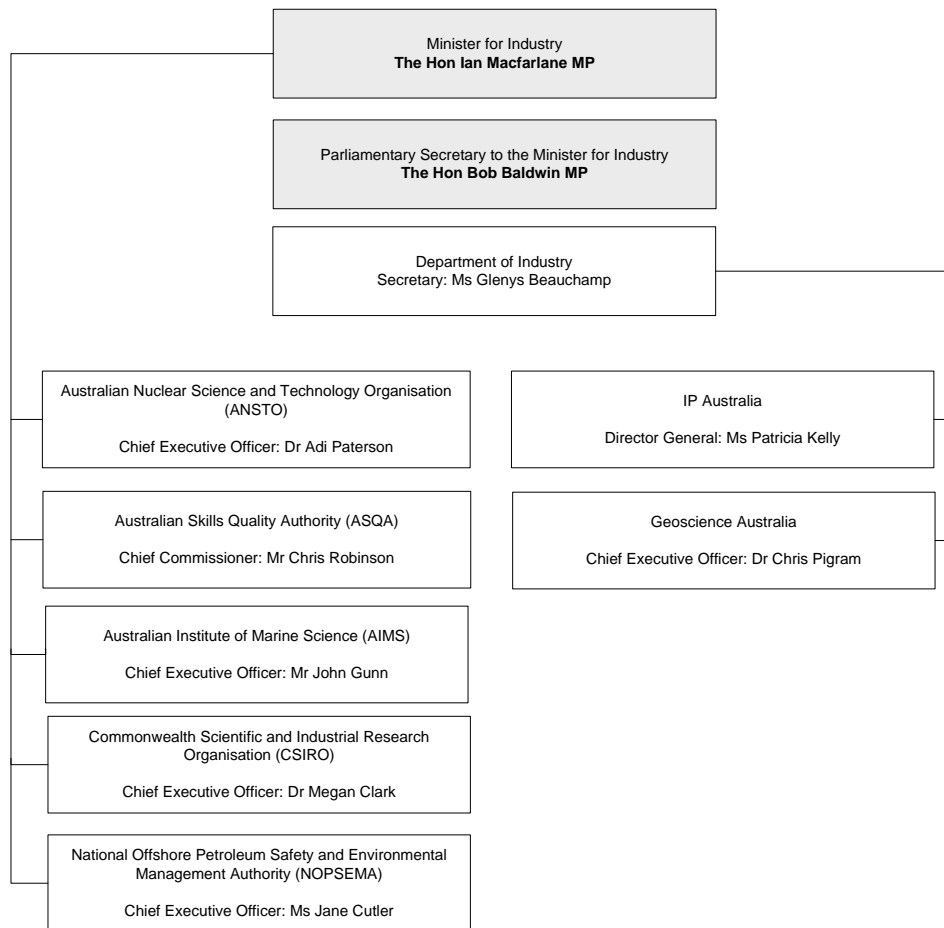 Minister for Industry
The Hon Ian Macfarlane MP
Parliamentary Secretary to the Minister for Industry
The Hon Bob Baldwin MP
Department of Industry
Secretary: Ms Glenys Beauchamp
Australian Nuclear Science and Technology Organisation
(ANSTO)
Chief Executive Officer: Dr Adi Paterson
IP Australia
Director General: Ms Patricia Kelly
Australian Skills Quality Authority (ASQA)
Chief Commissioner: Mr Chris Robinson
Geoscience Australia
Chief Executive Officer: Dr Chris Pigram
Australian Institute of Marine Science (AIMS)
Chief Executive Officer: Mr John Gunn
Commonwealth Scientific and Industrial Research
Organisation (CSIRO)
Chief Executive Officer: Dr Megan Clark
National Offshore Petroleum Safety and Environmental
Management Authority (NOPSEMA)
Chief Executive Officer: Ms Jane Cutler